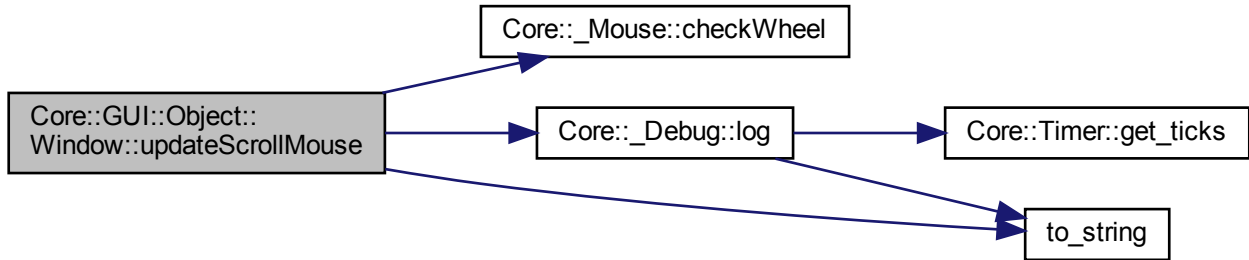 Core::_Mouse::checkWheel
Core::GUI::Object::
Window::updateScrollMouse
Core::_Debug::log
Core::Timer::get_ticks
to_string